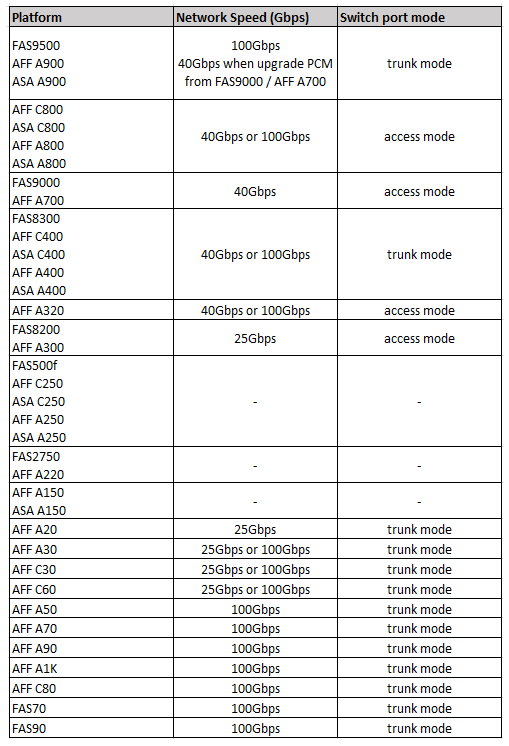 Platform Network Speed (Gbps) Switch port mode
FAS9500
AFF A900
ASA A900
100Gbps
40Gbps when upgrade PCM
from FAS9000 / AFF A700
trunk mode
AFF C800
ASA C800
AFF A800
ASA A800
40Gbps or 100Gbps
access mode
FAS9000
AFF A700
40Gbps
access mode
FAS8300
AFF C400
ASA C400
AFF A400
ASA A400
40Gbps or 100Gbps
trunk mode
AFF A320 40Gbps or 100Gbps access mode
FAS8200
AFF A300
25Gbps
access mode
FAS500f
AFF C250
ASA C250
AFF A250
ASA A250
-
-
FAS2750
AFF A220
-
-
AFF A150
ASA A150
-
-
AFF A20 25Gbps trunk mode
AFF A30 25Gbps or 100Gbps trunk mode
AFF C30 25Gbps or 100Gbps trunk mode
AFF C60 25Gbps or 100Gbps trunk mode
AFF A50 100Gbps trunk mode
AFF A70 100Gbps trunk mode
AFF A90 100Gbps trunk mode
AFF A1K 100Gbps trunk mode
AFF C80 100Gbps trunk mode
FAS70 100Gbps trunk mode
FAS90 100Gbps trunk mode